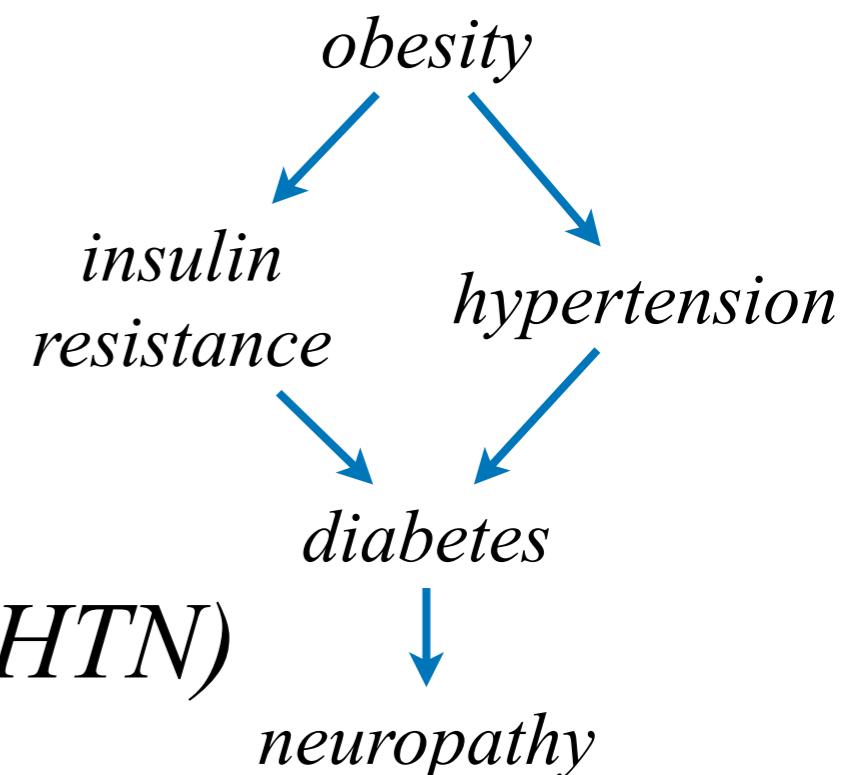 obesity
insulin
resistance
hypertension
diabetes
HTN)
neuropathy